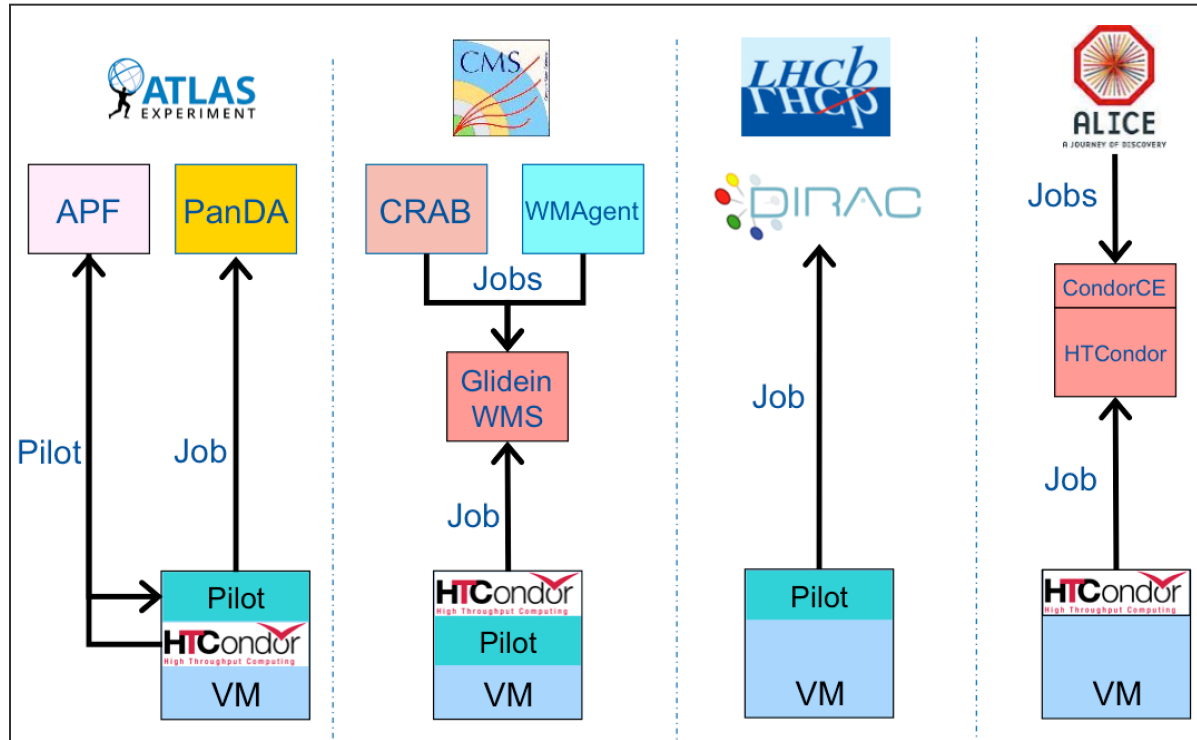 ATLAS
EXPERIMENT
APF
PanDA
Pilot
Job
Pilot
HTCondor
High Throughput Computing
VM
CMS
CRAB
WMAgent
Jobs
Glidein
WMS
Job
HTCondor
High Throughput Computing
Pilot
VM
LHCb
LHCb
DIRAC
Job
Pilot
VM
ALICE
A JOURNEY OF DISCOVERY
Jobs
CondorCE
HTCondor
Job
HTCondor
High Throughput Computing
VM